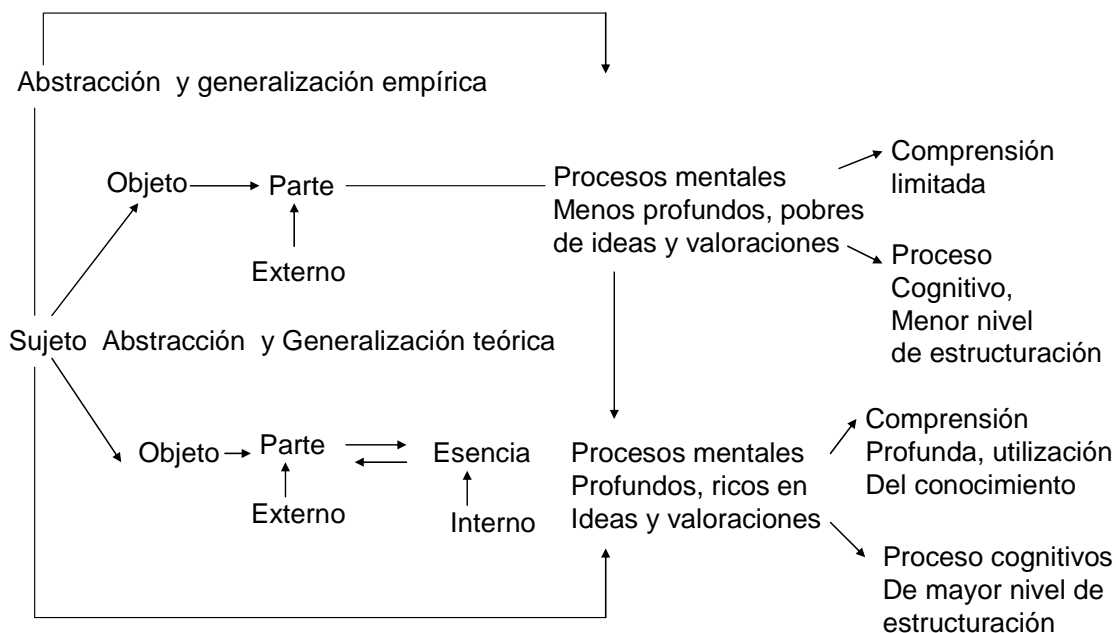 Abstracción y generalización empírica
Objeto
Parte
Externo
Procesos mentales
Menos profundos, pobres
de ideas y valoraciones
Comprensión
limitada
Proceso
Cognitivo,
Menor nivel
de estructuración
Sujeto Abstracción y Generalización teórica
Objeto
Parte
Externo
Esencia
Interno
Procesos mentales
Profundos, ricos en
Ideas y valoraciones
Comprensión
Profunda, utilización
Del conocimiento
Proceso cognitivos
De mayor nivel de
estructuración